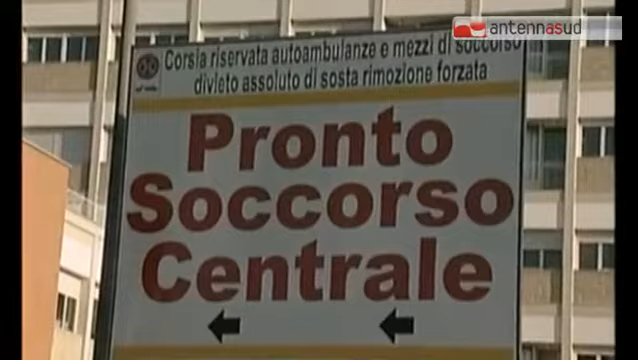 antennasud
Corsia riservata autoambulanze e mezzi di soccorso
divieto assoluto di sosta rimozione forzata
Pronto
Soccorso
Centrale